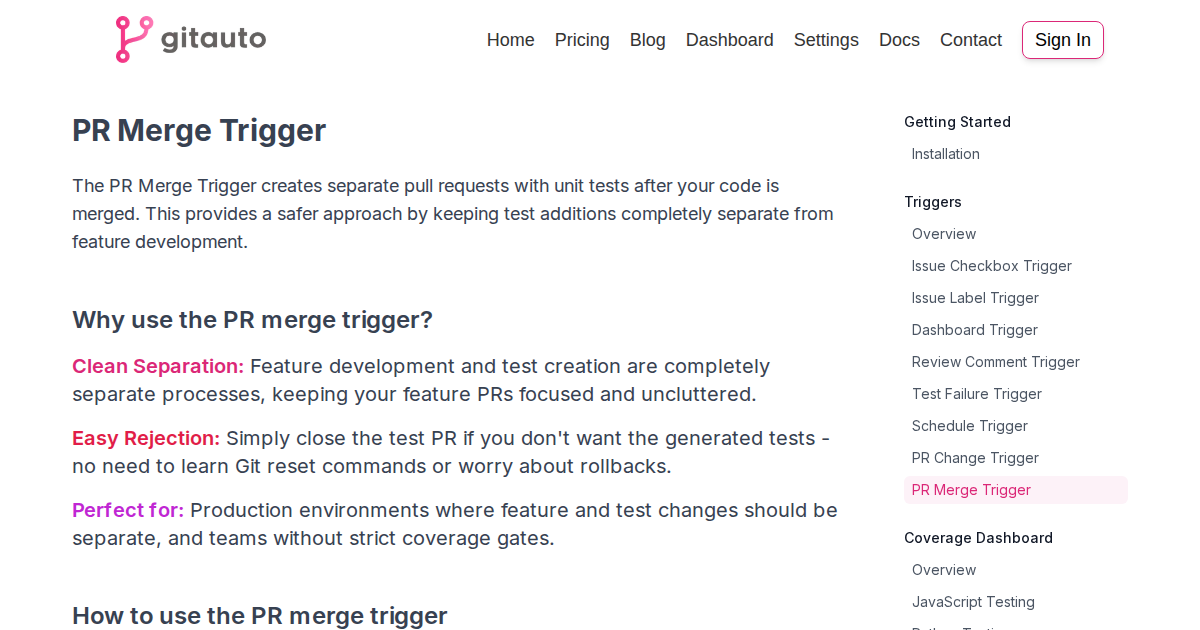 gitauto
Home Pricing Blog Dashboard Settings Docs Contact Sign In
PR Merge Trigger
The PR Merge Trigger creates separate pull requests with unit tests after your code is
merged. This provides a safer approach by keeping test additions completely separate from
feature development.
Why use the PR merge trigger?
Clean Separation: Feature development and test creation are completely
separate processes, keeping your feature PRs focused and uncluttered.
Easy Rejection: Simply close the test PR if you don't want the generated tests -
no need to learn Git reset commands or worry about rollbacks.
Perfect for: Production environments where feature and test changes should be
separate, and teams without strict coverage gates.
How to use the PR merge trigger
Getting Started
Installation
Triggers
Overview
Issue Checkbox Trigger
Issue Label Trigger
Dashboard Trigger
Review Comment Trigger
Test Failure Trigger
Schedule Trigger
PR Change Trigger
PR Merge Trigger
Coverage Dashboard
Overview
JavaScript Testing